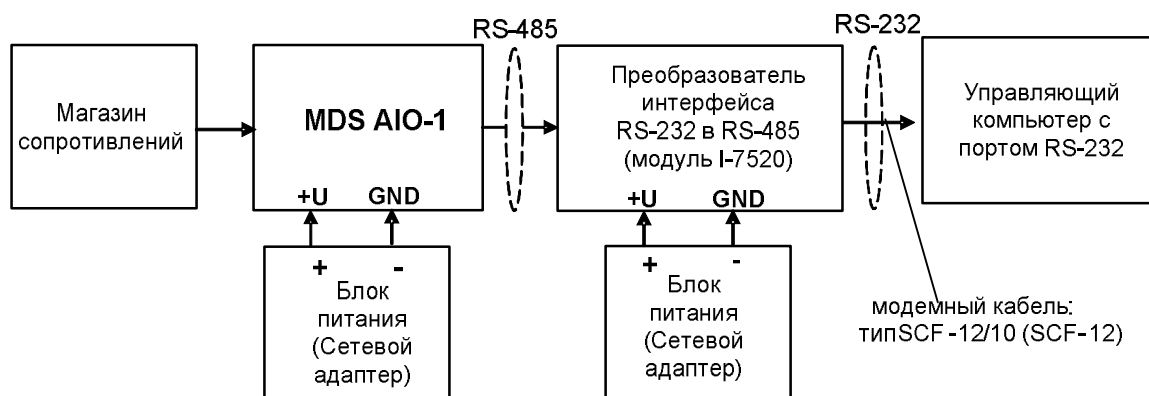 RS-485
RS-232
Магазин
сопротивлений
MDS AIO-1
+U GND
Преобразователь
интерфейса
RS-232 в RS-485
(модуль I-7520)
+U GND
Управляющий
компьютер с
портом RS-232
+ -
Блок
питания
(Сетевой
адаптер)
+ -
Блок
питания
(Сетевой
адаптер)
модемный кабель:
типSCF -12/10 (SCF-12)